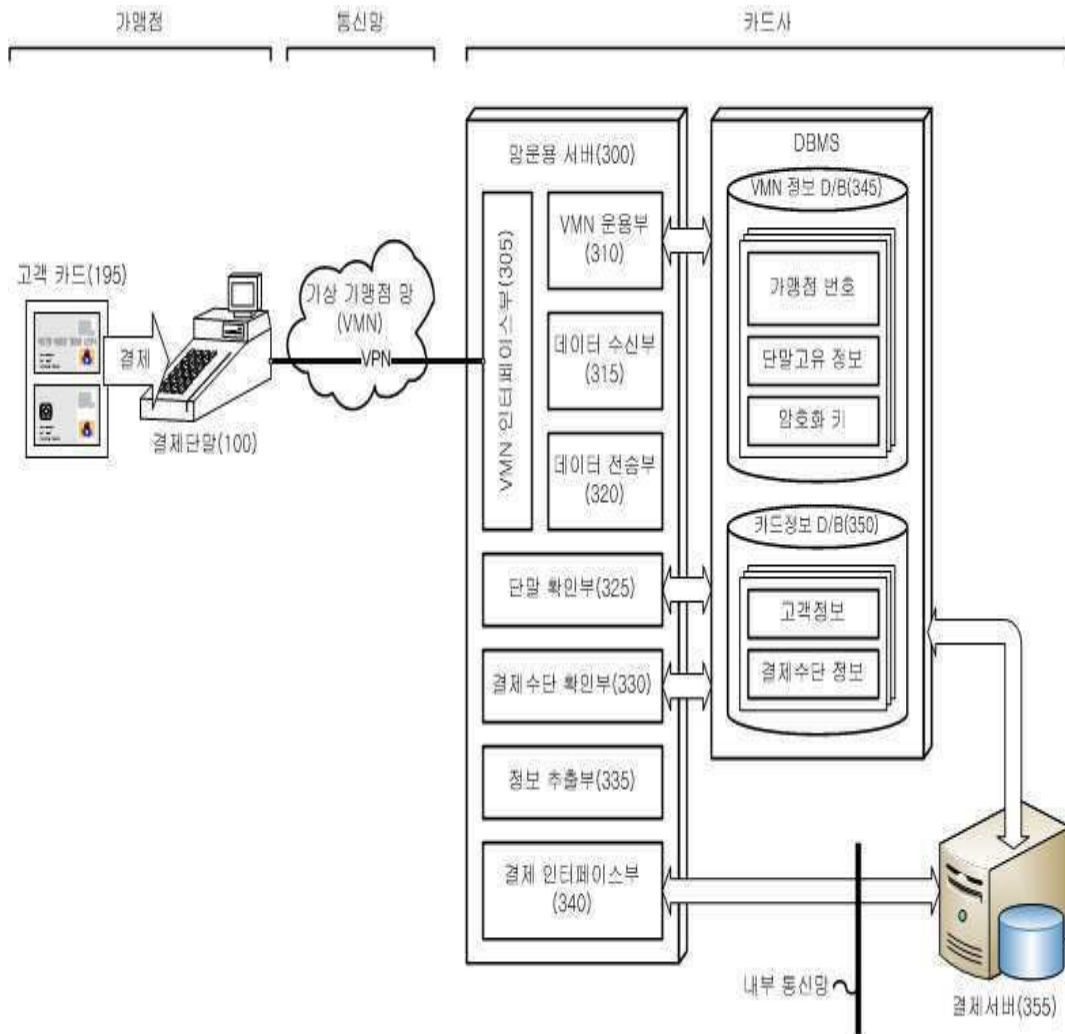 가맹점
통신망
카드사
망운용 서버(300)
VMN 인터페이스부(305)
VMN 운용부
(310)
데이터 수신부
(315)
데이터 전송부
(320)
단말 확인부(325)
결제수단 확인부(330)
정보 추출부(335)
결제 인터페이스부
(340)
DBMS
VMN 정보 D/B(345)
가맹점 번호
단말고유 정보
암호화 키
카드정보 D/B(350)
고객정보
결제수단 정보
고객 카드(195)
결제
결제단말(100)
가상 가맹점 망
(VMN)
VPN
내부 통신망
결제서버(355)